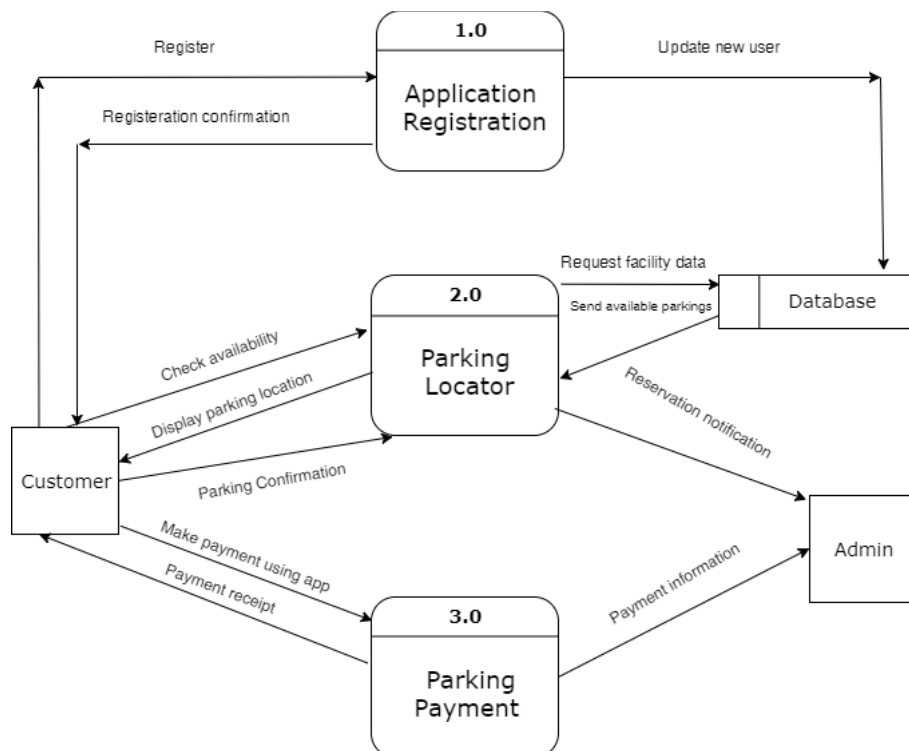 1.0
Register
Update new user
Application
Registration
Registeration confirmation
Request facility data
2.0
Database
Send available parkings
Check availability
Parking
Locator
Display parking location
Reservation notification
Customer
Parking Confirmation
Make payment using app
Admin
Payment receipt
Payment information
3.0
Parking
Payment